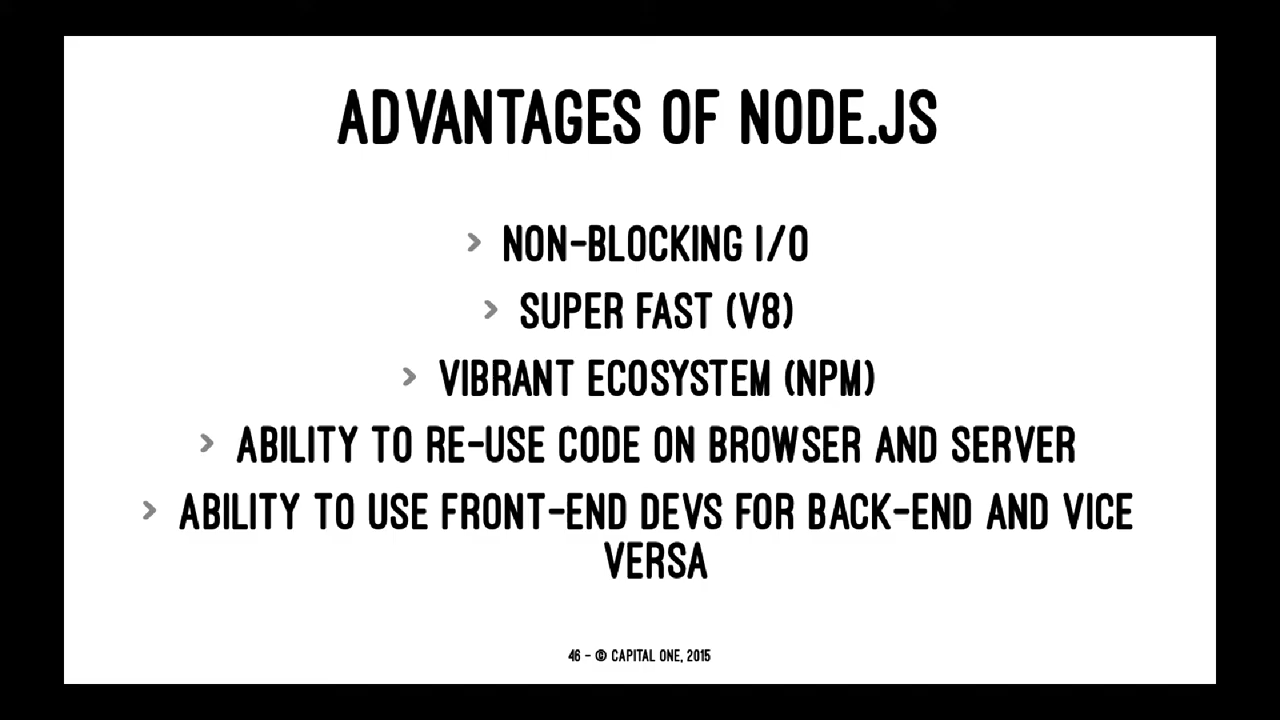 ADVANTAGES OF NODE.JS
> NON-BLOCKING I/O
> SUPER FAST (V8)
> VIBRANT ECOSYSTEM (NPM)
> ABILITY TO RE-USE CODE ON BROWSER AND SERVER
> ABILITY TO USE FRONT-END DEVS FOR BACK-END AND VICE
VERSA
46 - © CAPITAL ONE, 2015